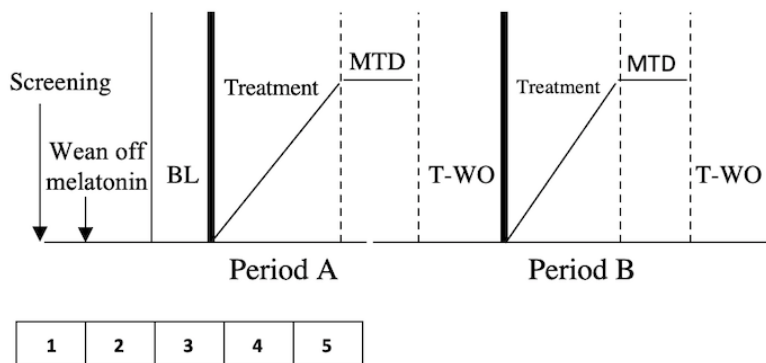 Screening
Wean off
melatonin
BL
Treatment
MTD
T-WO
Treatment
MTD
T-WO
Period A
Period B
1 2 3 4 5